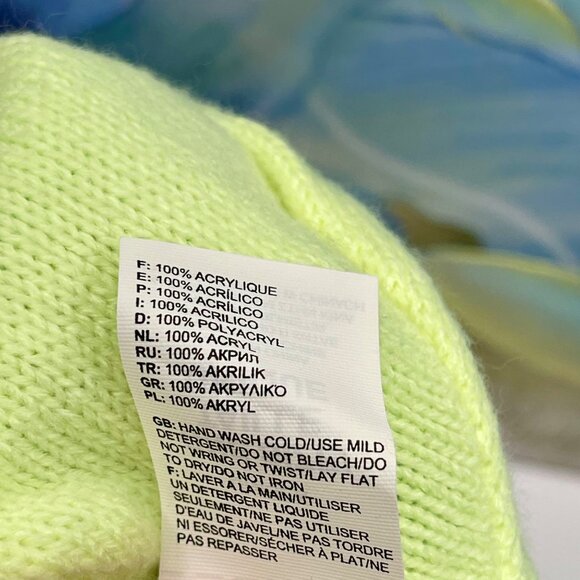 F: 100% ACRYLIQUE
E: 100% ACRÍLICO
P: 100% ACRÍLICO
I: 100% ACRILICO
D: 100% POLYACRYL
NL: 100% ACRYL
RU: 100% АКРИЛ
TR: 100% AKRILIK
GR: 100% ΑΚΡΥΛΙΚΌ
PL: 100% AKRYL
GB: HAND WASH COLD/USE MILD
DETERGENT/DO NOT BLEACH/DO
NOT WRING OR TWIST/LAY FLAT
TO DRY/DO NOT IRON
F: LAVER A LA MAIN/UTILISER
UN DETERGENT LIQUIDE
SEULEMENT/NE PAS UTILISER
D'EAU DE JAVELINE PAS TORDRE
NI ESSORER/SÉCHER À PLAT/NE
PAS REPASSER